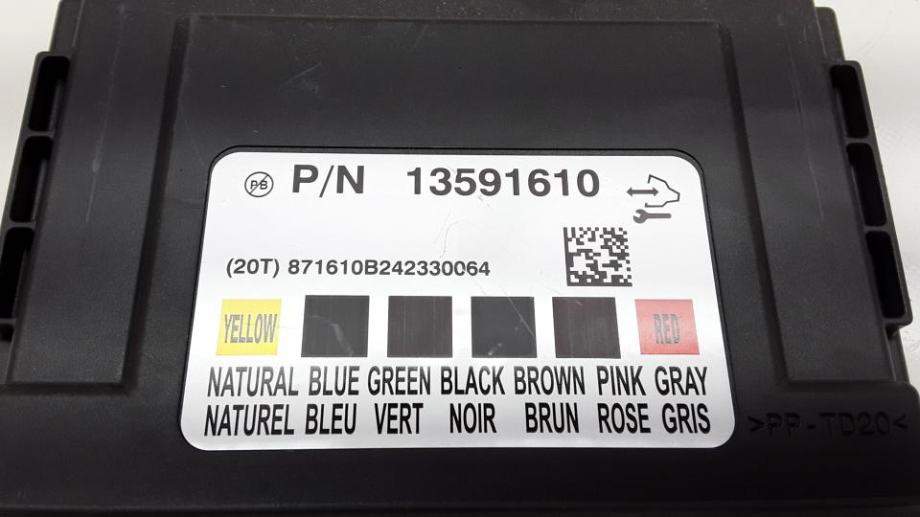 PB P/N 13591610
(20T) 871610B242330064
YELLOW RED
NATURAL BLUE GREEN BLACK BROWN PINK GRAY
NATUREL BLEU VERT NOIR BRUN ROSE GRIS
>PP-TD20<